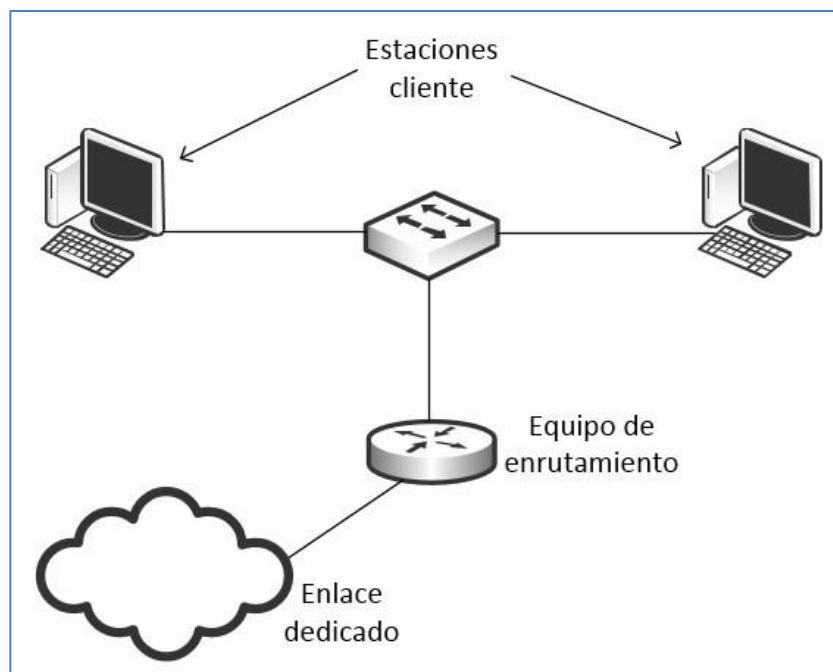 Estaciones
cliente
Equipo de
enrutamiento
Enlace
dedicado